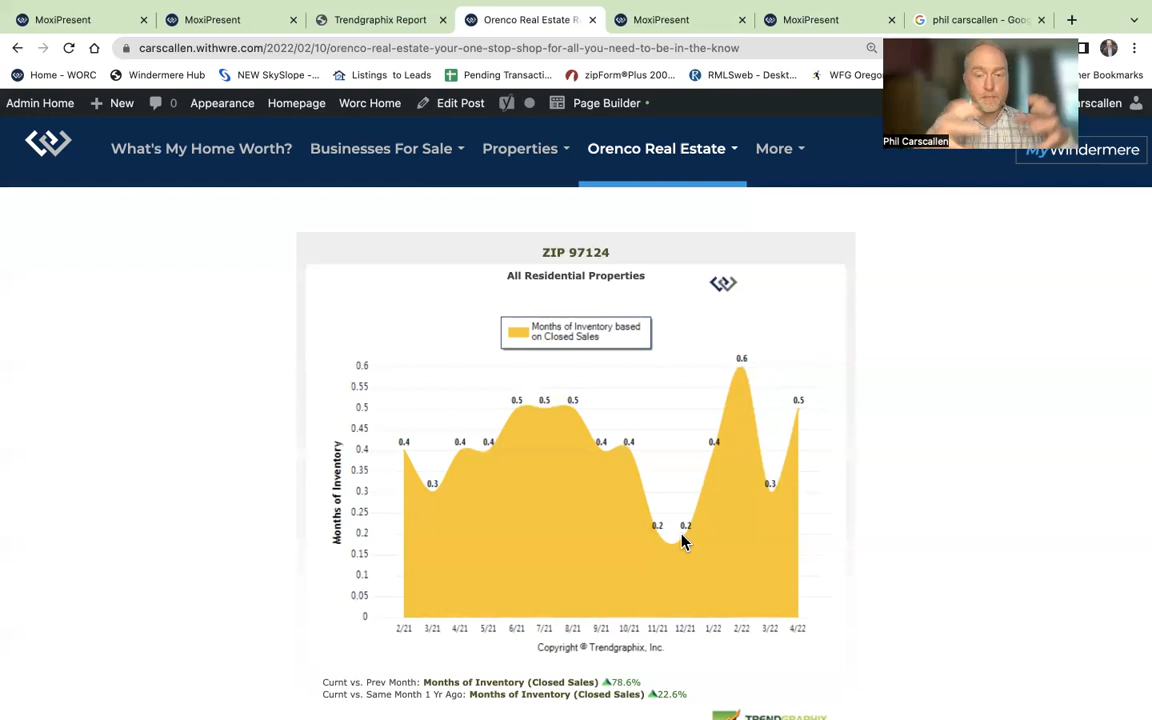 MoxiPresent × MoxiPresent × Trendgraphix Report × Orenco Real Estate R × MoxiPresent × MoxiPresent × phil carscallen - Goo × +
carscallen.withwre.com/2022/02/10/orenco-real-estate-your-one-stop-shop-for-all-you-need-to-be-in-the-know
Home - WORC Windermere Hub NEW SkySlope -... Listings to Leads Pending Transacti... zipForm®Plus 200... RMLSweb - Deskt... WFG Orego her Bookmarks
Admin Home + New 0 Appearance Homepage Worc Home Edit Post Page Builder arscallen
Phil Carscallen
What's My Home Worth? Businesses For Sale Properties Orenco Real Estate More MyWindermere
ZIP 97124
All Residential Properties
Months of Inventory based
on Closed Sales
Months of Inventory
0.6
0.55
0.5
0.45
0.4
0.35
0.3
0.25
0.2
0.15
0.1
0.05
0
0.4 0.3 0.4 0.4 0.5 0.5 0.5 0.4 0.4 0.2 0.2 0.4 0.6 0.3 0.5
2/21 3/21 4/21 5/21 6/21 7/21 8/21 9/21 10/21 11/21 12/21 1/22 2/22 3/22 4/22
Copyright ® Trendgraphix, Inc.
Curnt vs. Prev Month: Months of Inventory (Closed Sales) 78.6%
Curnt vs. Same Month 1 Yr Ago: Months of Inventory (Closed Sales) 22.6%
TRENDGRAPHIX